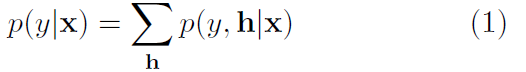 p(y|𝐱) = ∑_𝐡 p(y, 𝐡|𝐱) (1)